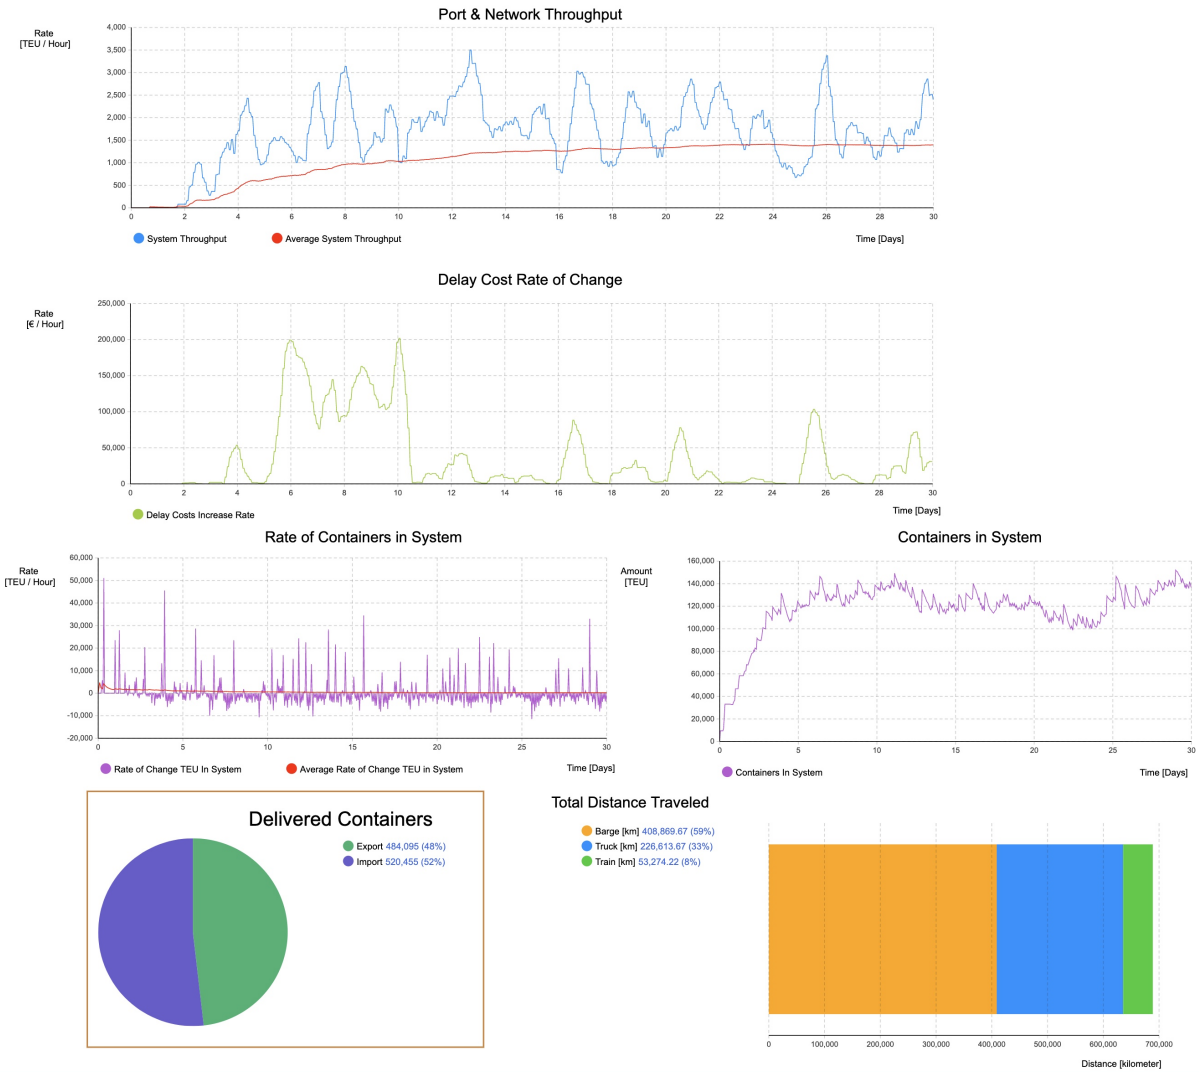 Port & Network Throughput
Rate
[TEU / Hour]
4,000
3,500
3,000
2,500
2,000
1,500
1,000
500
0
0 2 4 6 8 10 12 14 16 18 20 22 24 26 28 30
System Throughput Average System Throughput Time [Days]
Delay Cost Rate of Change
Rate
[€ / Hour]
250,000
200,000
150,000
100,000
50,000
0
0 2 4 6 8 10 12 14 16 18 20 22 24 26 28 30
Delay Costs Increase Rate Time [Days]
Rate of Containers in System
Rate
[TEU / Hour]
60,000
50,000
40,000
30,000
20,000
10,000
0
-10,000
-20,000
0 5 10 15 20 25 30
Rate of Change TEU In System Average Rate of Change TEU in System Time [Days]
Containers in System
Amount
[TEU]
160,000
140,000
120,000
100,000
80,000
60,000
40,000
20,000
0
0 5 10 15 20 25 30
Containers In System Time [Days]
Delivered Containers
Export 484,095 (48%)
Import 520,455 (52%)
Total Distance Traveled
Barge [km] 408,869.67 (59%)
Truck [km] 226,613.67 (33%)
Train [km] 53,274.22 (8%)
0 100,000 200,000 300,000 400,000 500,000 600,000 700,000
Distance [kilometer]